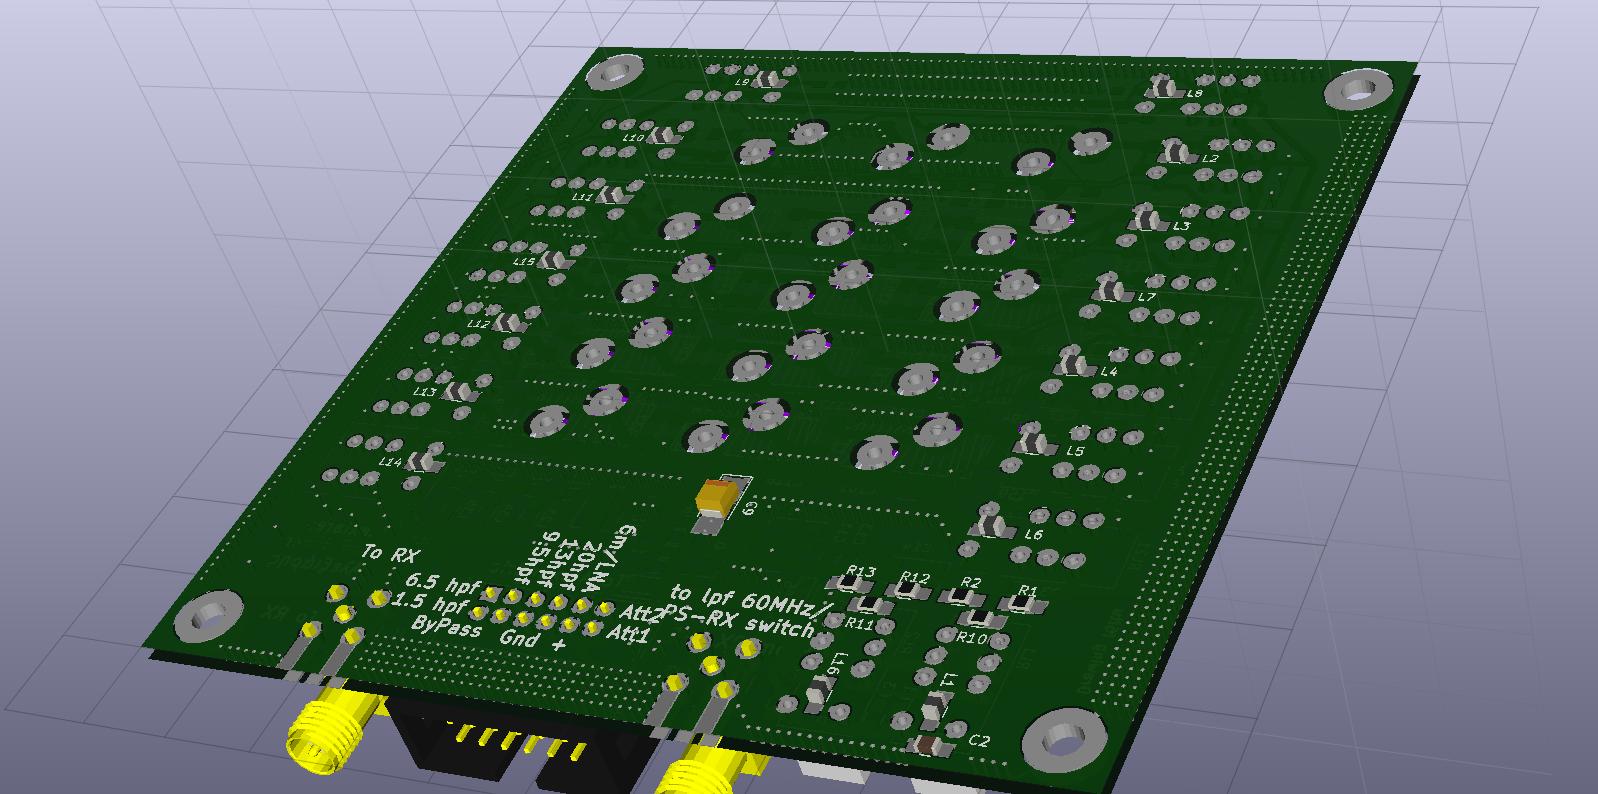 L9
L8
L10
L2
L11
L3
L15
L7
L12
L4
L13
L5
L14
L6
To RX
9.5hpf
13hpf
20hpf
6m/LNA
6.5 hpf
1.5 hpf
ByPass
Gnd +
Att2
Att1
to lpf 60MHz/
PS-RX switch
R13
R12
R2
R1
R11
R10
L16
L1
C2